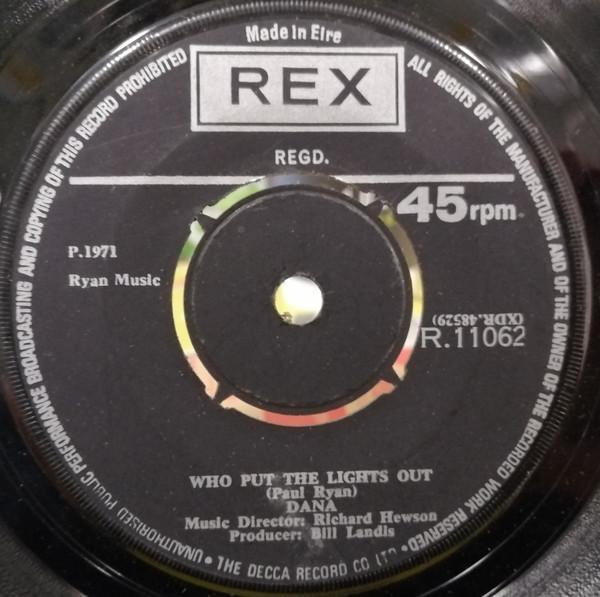 Made in Eire
REX
REGD.
45rpm
P.1971
Ryan Music
(XDR.48529)
R.11062
WHO PUT THE LIGHTS OUT
(Paul Ryan)
DANA
Music Director: Richard Hewson
Producer: Bill Landis
ALL RIGHTS OF THE MANUFACTURER AND OF THE OWNER OF THE RECORDED WORK RESERVED • UNAUTHORISED PUBLIC PERFORMANCE BROADCASTING AND COPYING OF THIS RECORD PROHIBITED
• THE DECCA RECORD CO LTD •